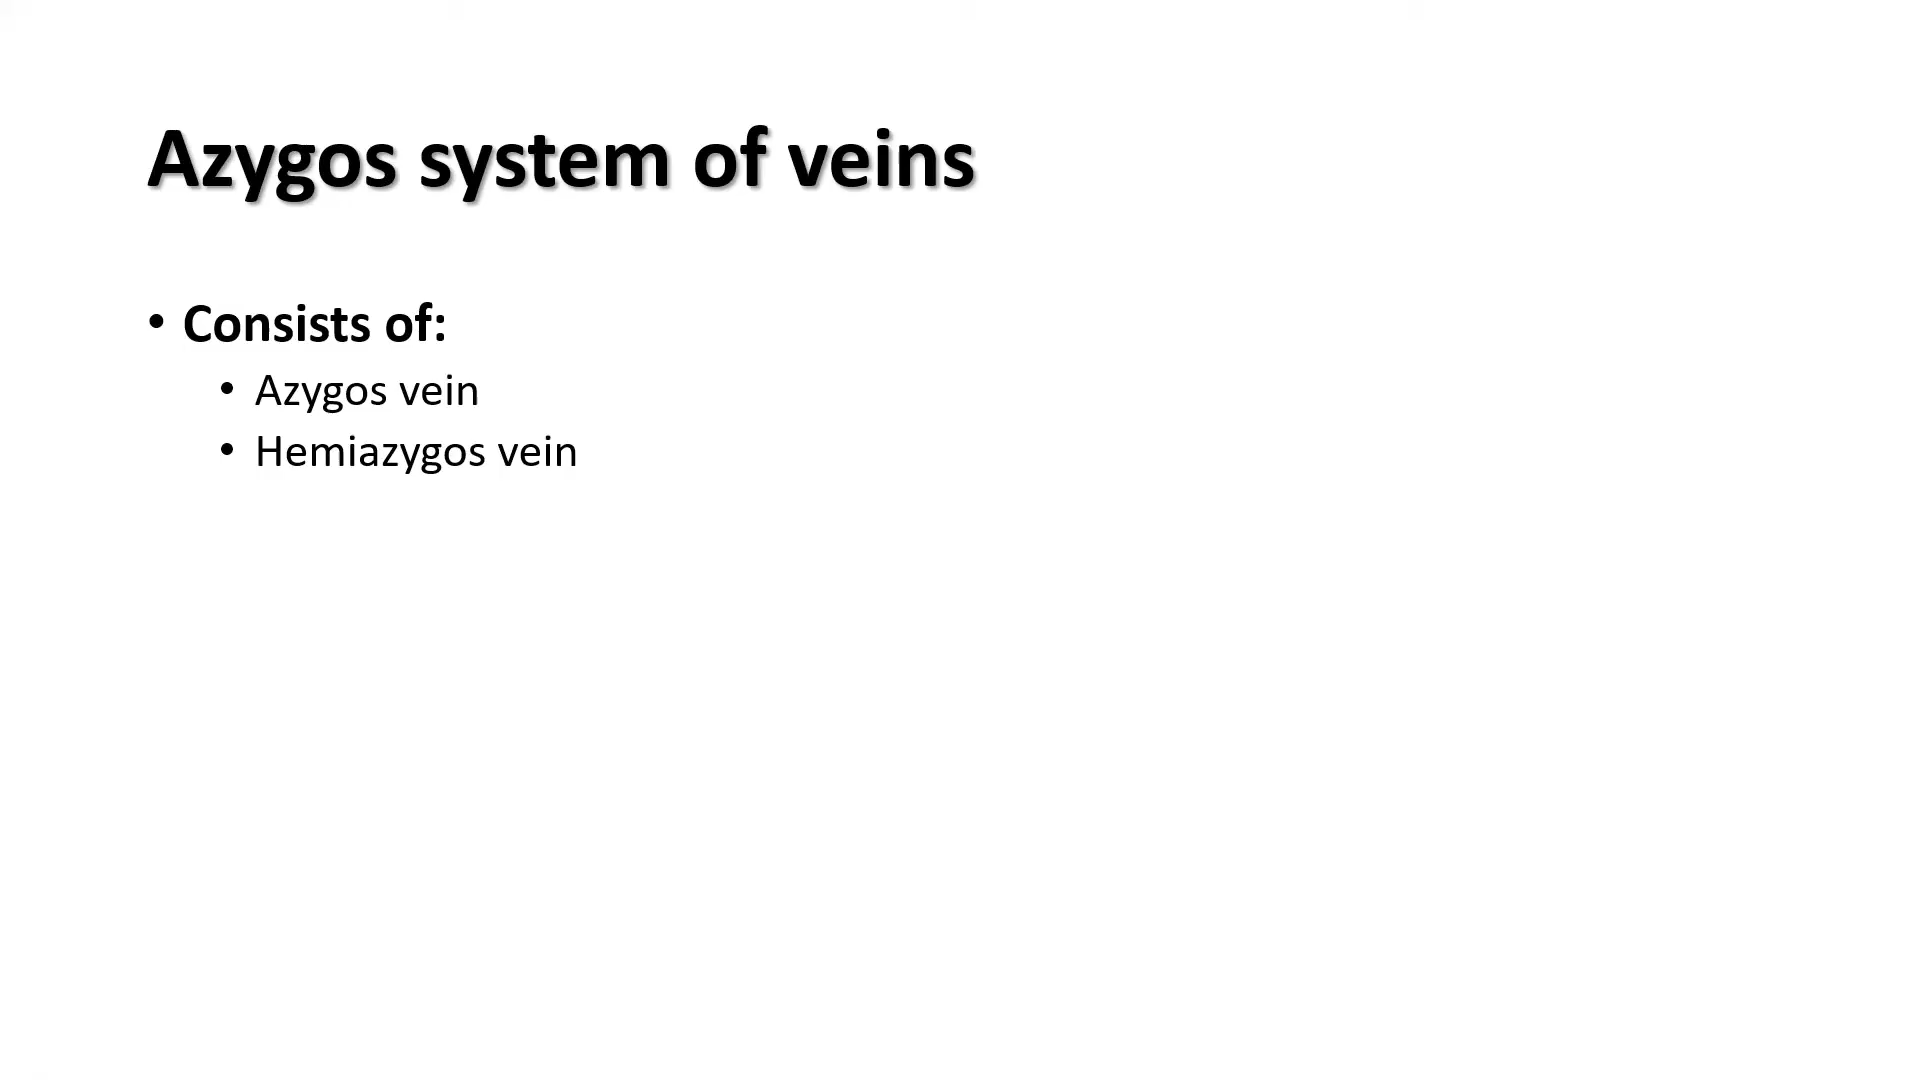 Azygos system of veins
• Consists of:
• Azygos vein
• Hemiazygos vein